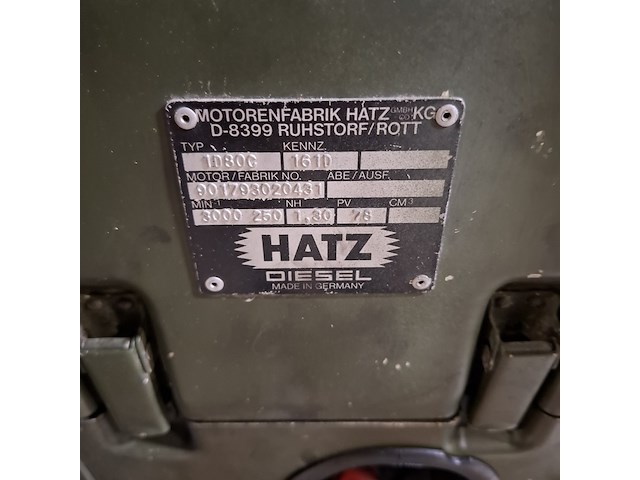 MOTORENFABRIK HATZ GMBH CO KG
D-8399 RUHSTORF/ROTT
TYP KENNZ.
1D80C 161D
MOTOR/FABRIK NO. ABE/AUSF.
901793020431
MIN-1 NH PV CM3
3000 250 1,30 78
HATZ
DIESEL
MADE IN GERMANY